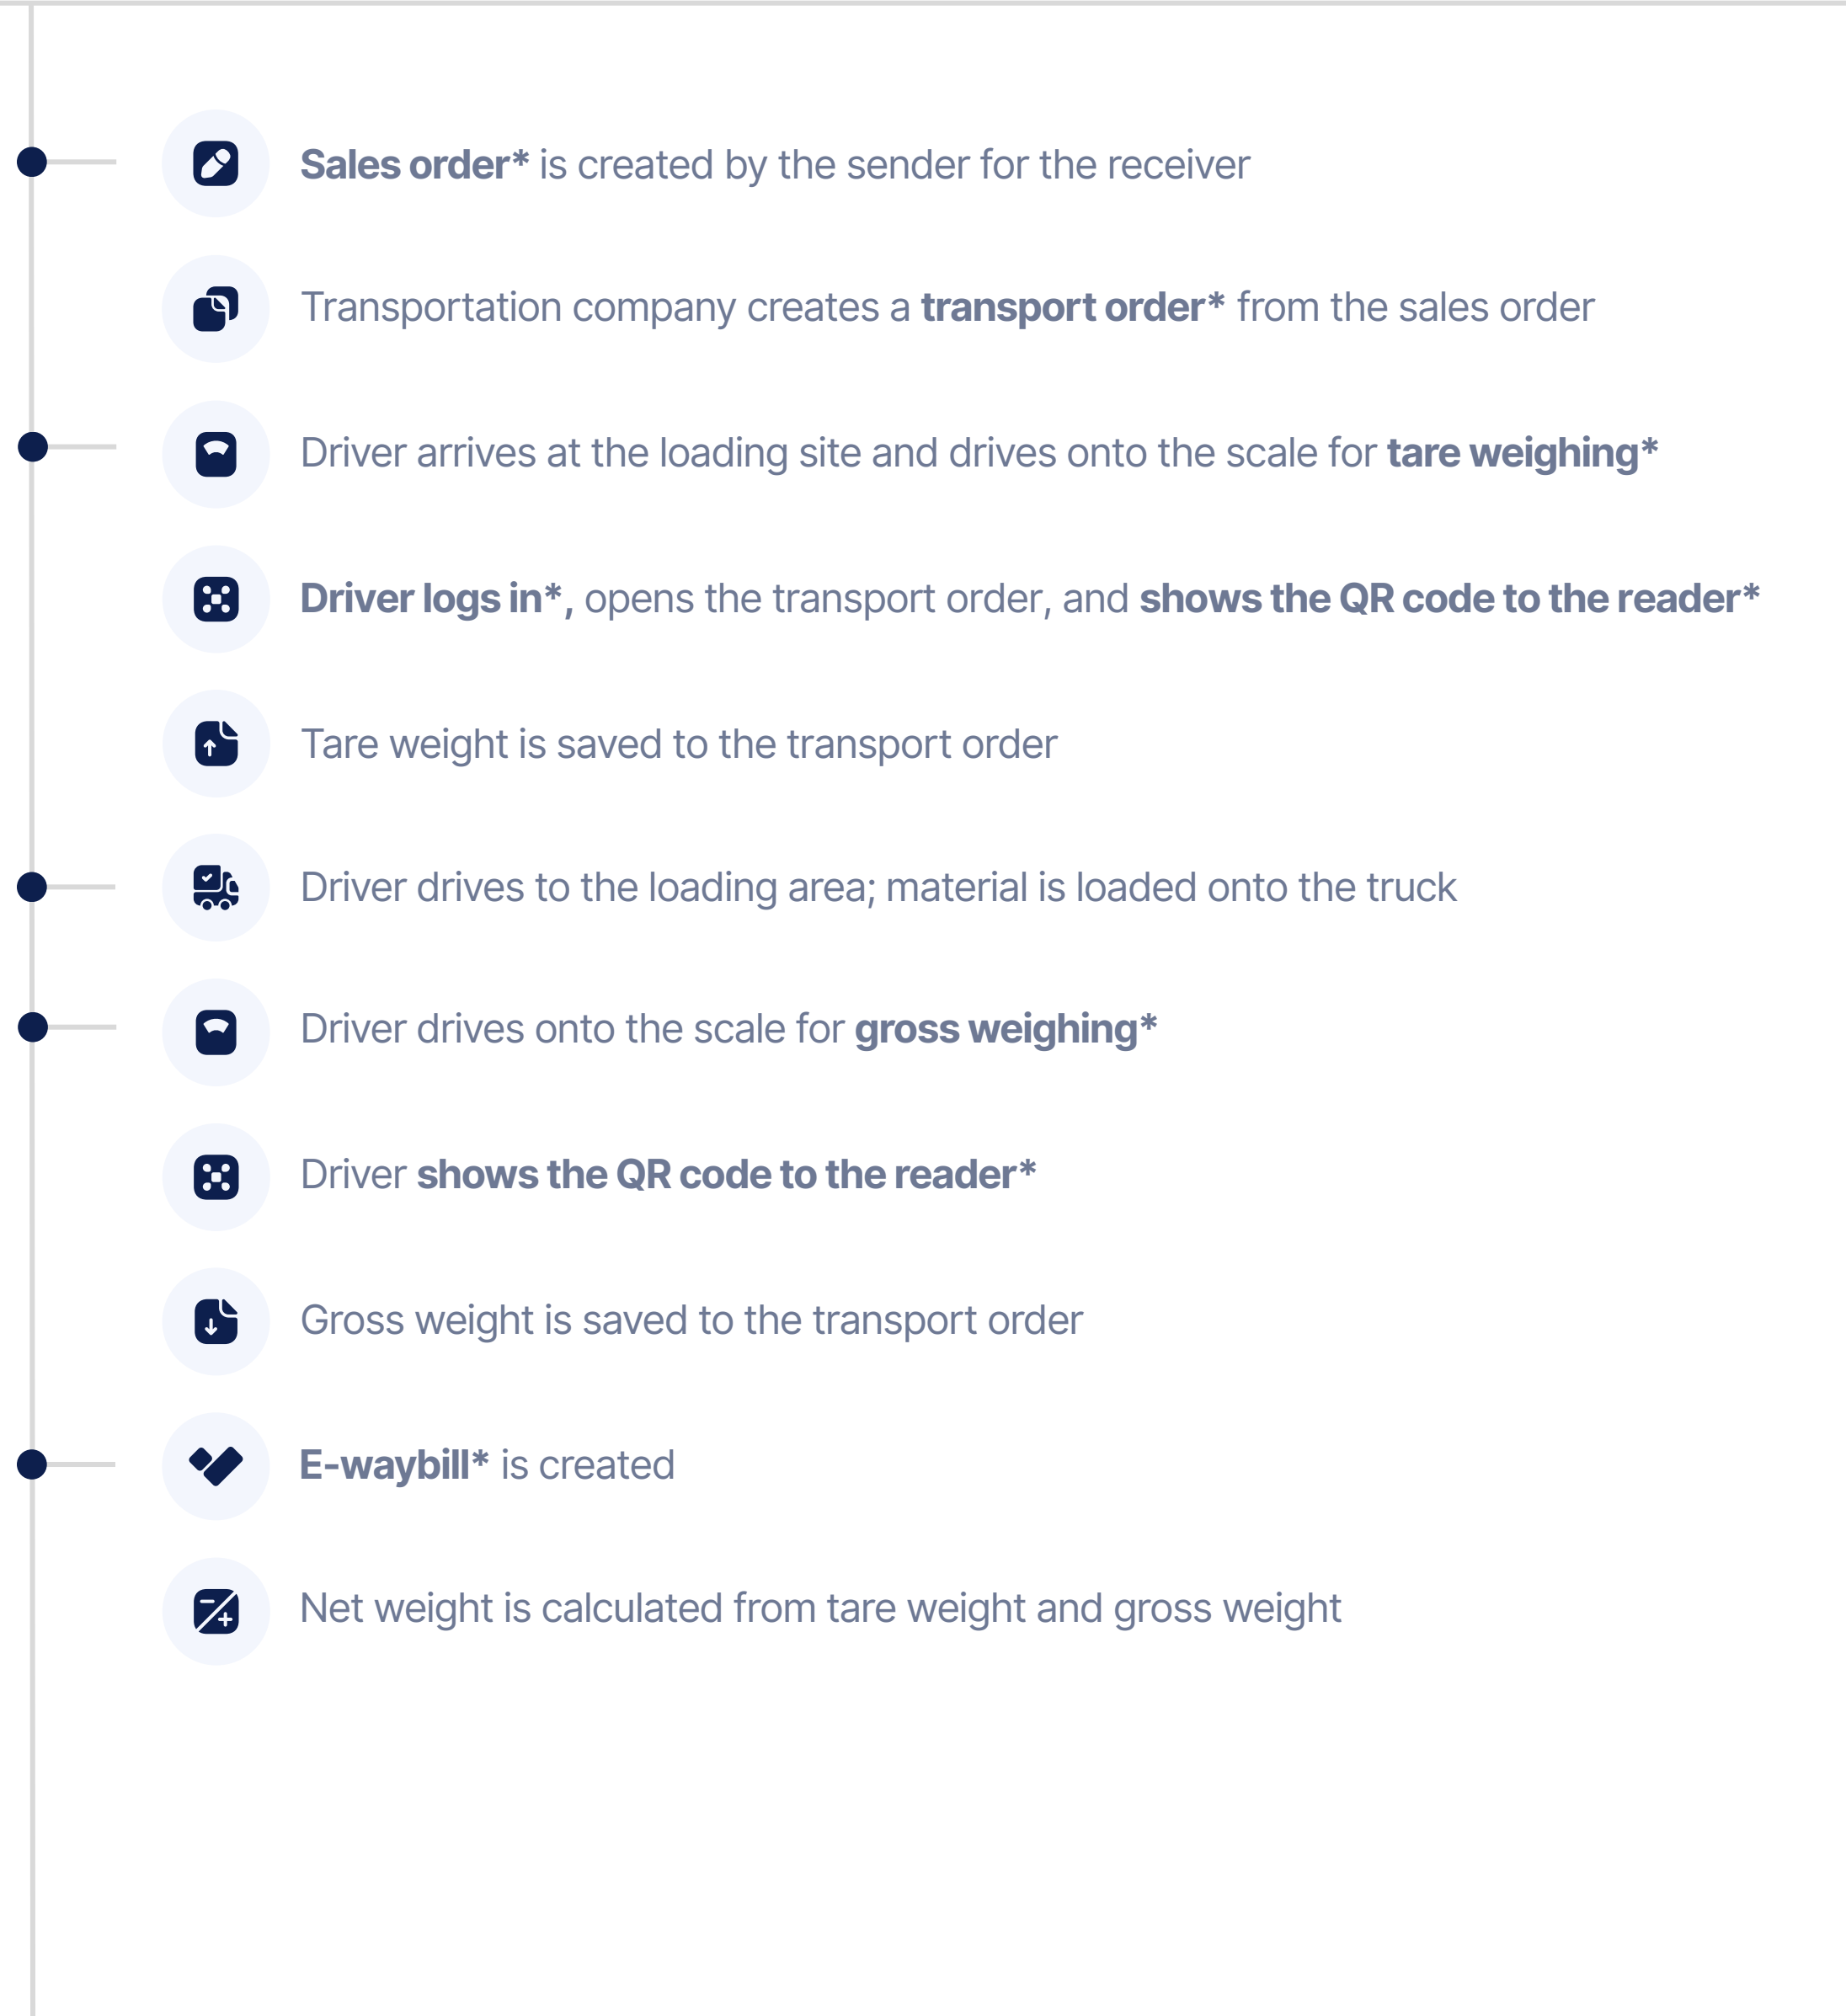 Sales order* is created by the sender for the receiver
Transportation company creates a transport order* from the sales order
Driver arrives at the loading site and drives onto the scale for tare weighing*
Driver logs in*, opens the transport order, and shows the QR code to the reader*
Tare weight is saved to the transport order
Driver drives to the loading area; material is loaded onto the truck
Driver drives onto the scale for gross weighing*
Driver shows the QR code to the reader*
Gross weight is saved to the transport order
E-waybill* is created
Net weight is calculated from tare weight and gross weight